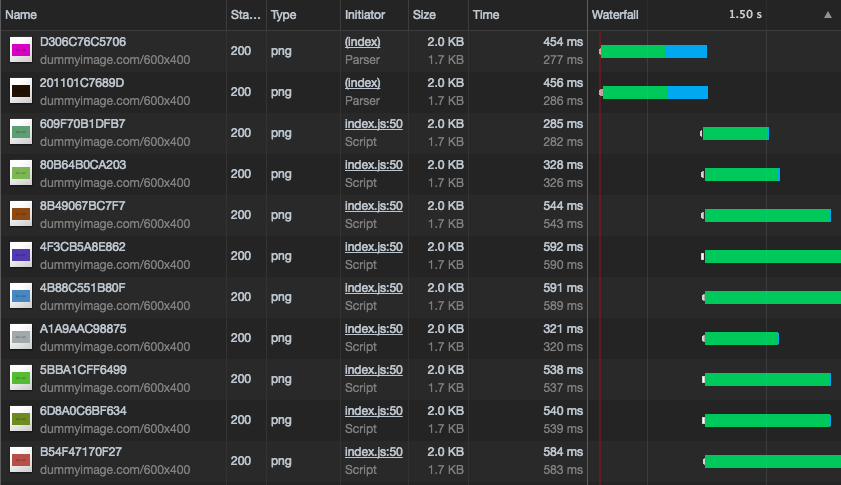 Name Sta... Type Initiator Size Time Waterfall 1.50 s ▲
D306C76C5706 (index) 2.0 KB 454 ms
200 png
dummyimage.com/600x400 Parser 1.7 KB 277 ms
201101C7689D (index) 2.0 KB 456 ms
200 png
dummyimage.com/600x400 Parser 1.7 KB 286 ms
609F70B1DFB7 index.js:50 2.0 KB 285 ms
200 png
dummyimage.com/600x400 Script 1.7 KB 282 ms
80B64B0CA203 index.js:50 2.0 KB 328 ms
200 png
dummyimage.com/600x400 Script 1.7 KB 326 ms
8B49067BC7F7 index.js:50 2.0 KB 544 ms
200 png
dummyimage.com/600x400 Script 1.7 KB 543 ms
4F3CB5A8E862 index.js:50 2.0 KB 592 ms
200 png
dummyimage.com/600x400 Script 1.7 KB 590 ms
4B88C551B80F index.js:50 2.0 KB 591 ms
200 png
dummyimage.com/600x400 Script 1.7 KB 589 ms
A1A9AAC98875 index.js:50 2.0 KB 321 ms
200 png
dummyimage.com/600x400 Script 1.7 KB 320 ms
5BBA1CFF6499 index.js:50 2.0 KB 538 ms
200 png
dummyimage.com/600x400 Script 1.7 KB 537 ms
6D8A0C6BF634 index.js:50 2.0 KB 540 ms
200 png
dummyimage.com/600x400 Script 1.7 KB 539 ms
B54F47170F27 index.js:50 2.0 KB 584 ms
200 png
dummyimage.com/600x400 Script 1.7 KB 583 ms